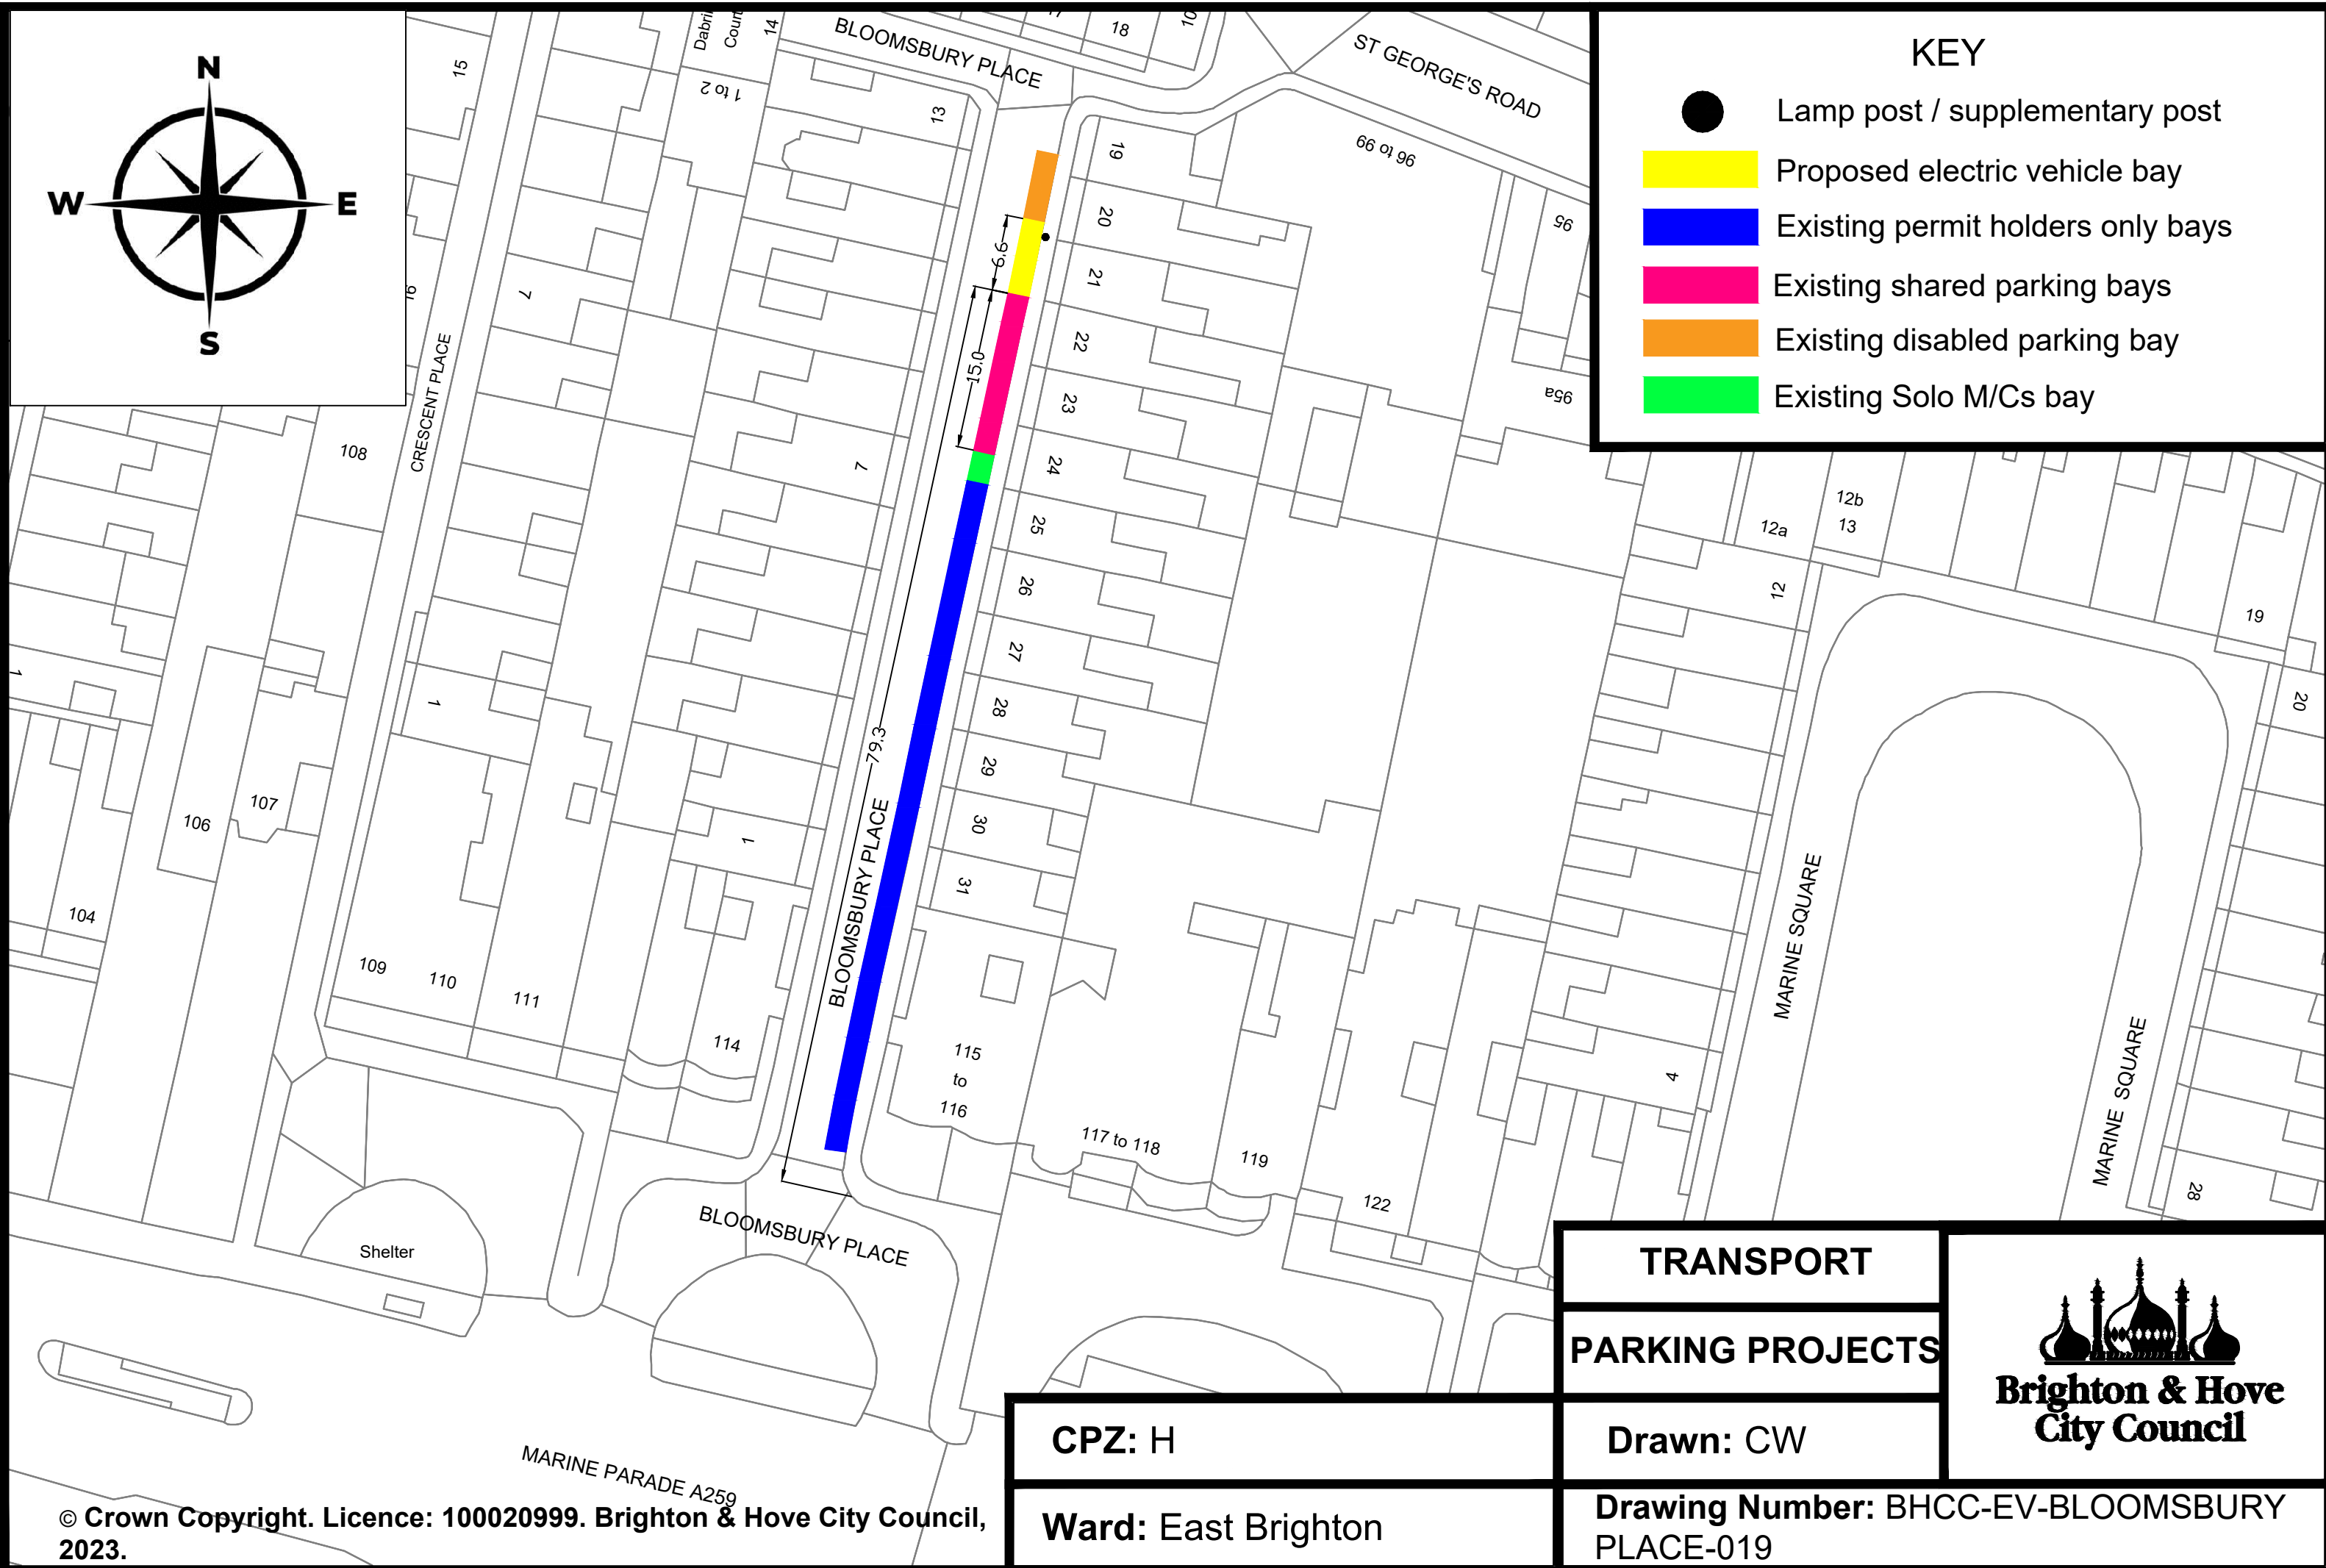 N
W
E
S
KEY
Lamp post / supplementary post
Proposed electric vehicle bay
Existing permit holders only bays
Existing shared parking bays
Existing disabled parking bay
Existing Solo M/Cs bay
BLOOMSBURY PLACE
ST GEORGE'S ROAD
Court
14
1 to 2
15
13
18
19
20
21
22
23
24
25
26
27
28
29
30
31
96 to 99
95
95a
9.9
15.0
79.3
7
7
CRESCENT PLACE
108
1
1
1
106
107
104
109
110
111
114
BLOOMSBURY PLACE
115
to
116
117 to 118
119
122
12a
12b
13
12
19
20
4
28
MARINE SQUARE
MARINE SQUARE
Shelter
BLOOMSBURY PLACE
MARINE PARADE A259
© Crown Copyright. Licence: 100020999. Brighton & Hove City Council,
2023.
TRANSPORT
PARKING PROJECTS
CPZ: H
Drawn: CW
Ward: East Brighton
Drawing Number: BHCC-EV-BLOOMSBURY
PLACE-019
Brighton & Hove
City Council